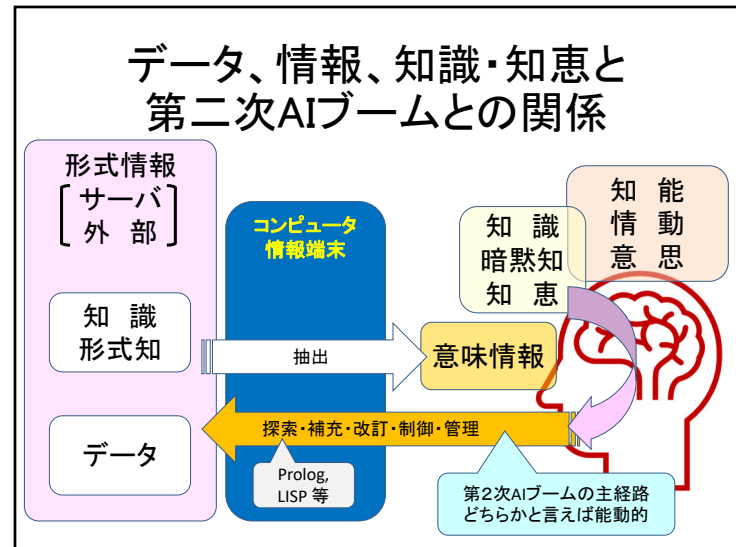 データ、情報、知識・知恵と
第二次AIブームとの関係
形式情報
サーバ
外 部
知 識
形式知
データ
コンピュータ
情報端末
抽出
探索・補充・改訂・制御・管理
Prolog,
LISP 等
意味情報
知 識
暗黙知
知 恵
知 能
情 動
意 思
第2次AIブームの主経路
どちらかと言えば能動的